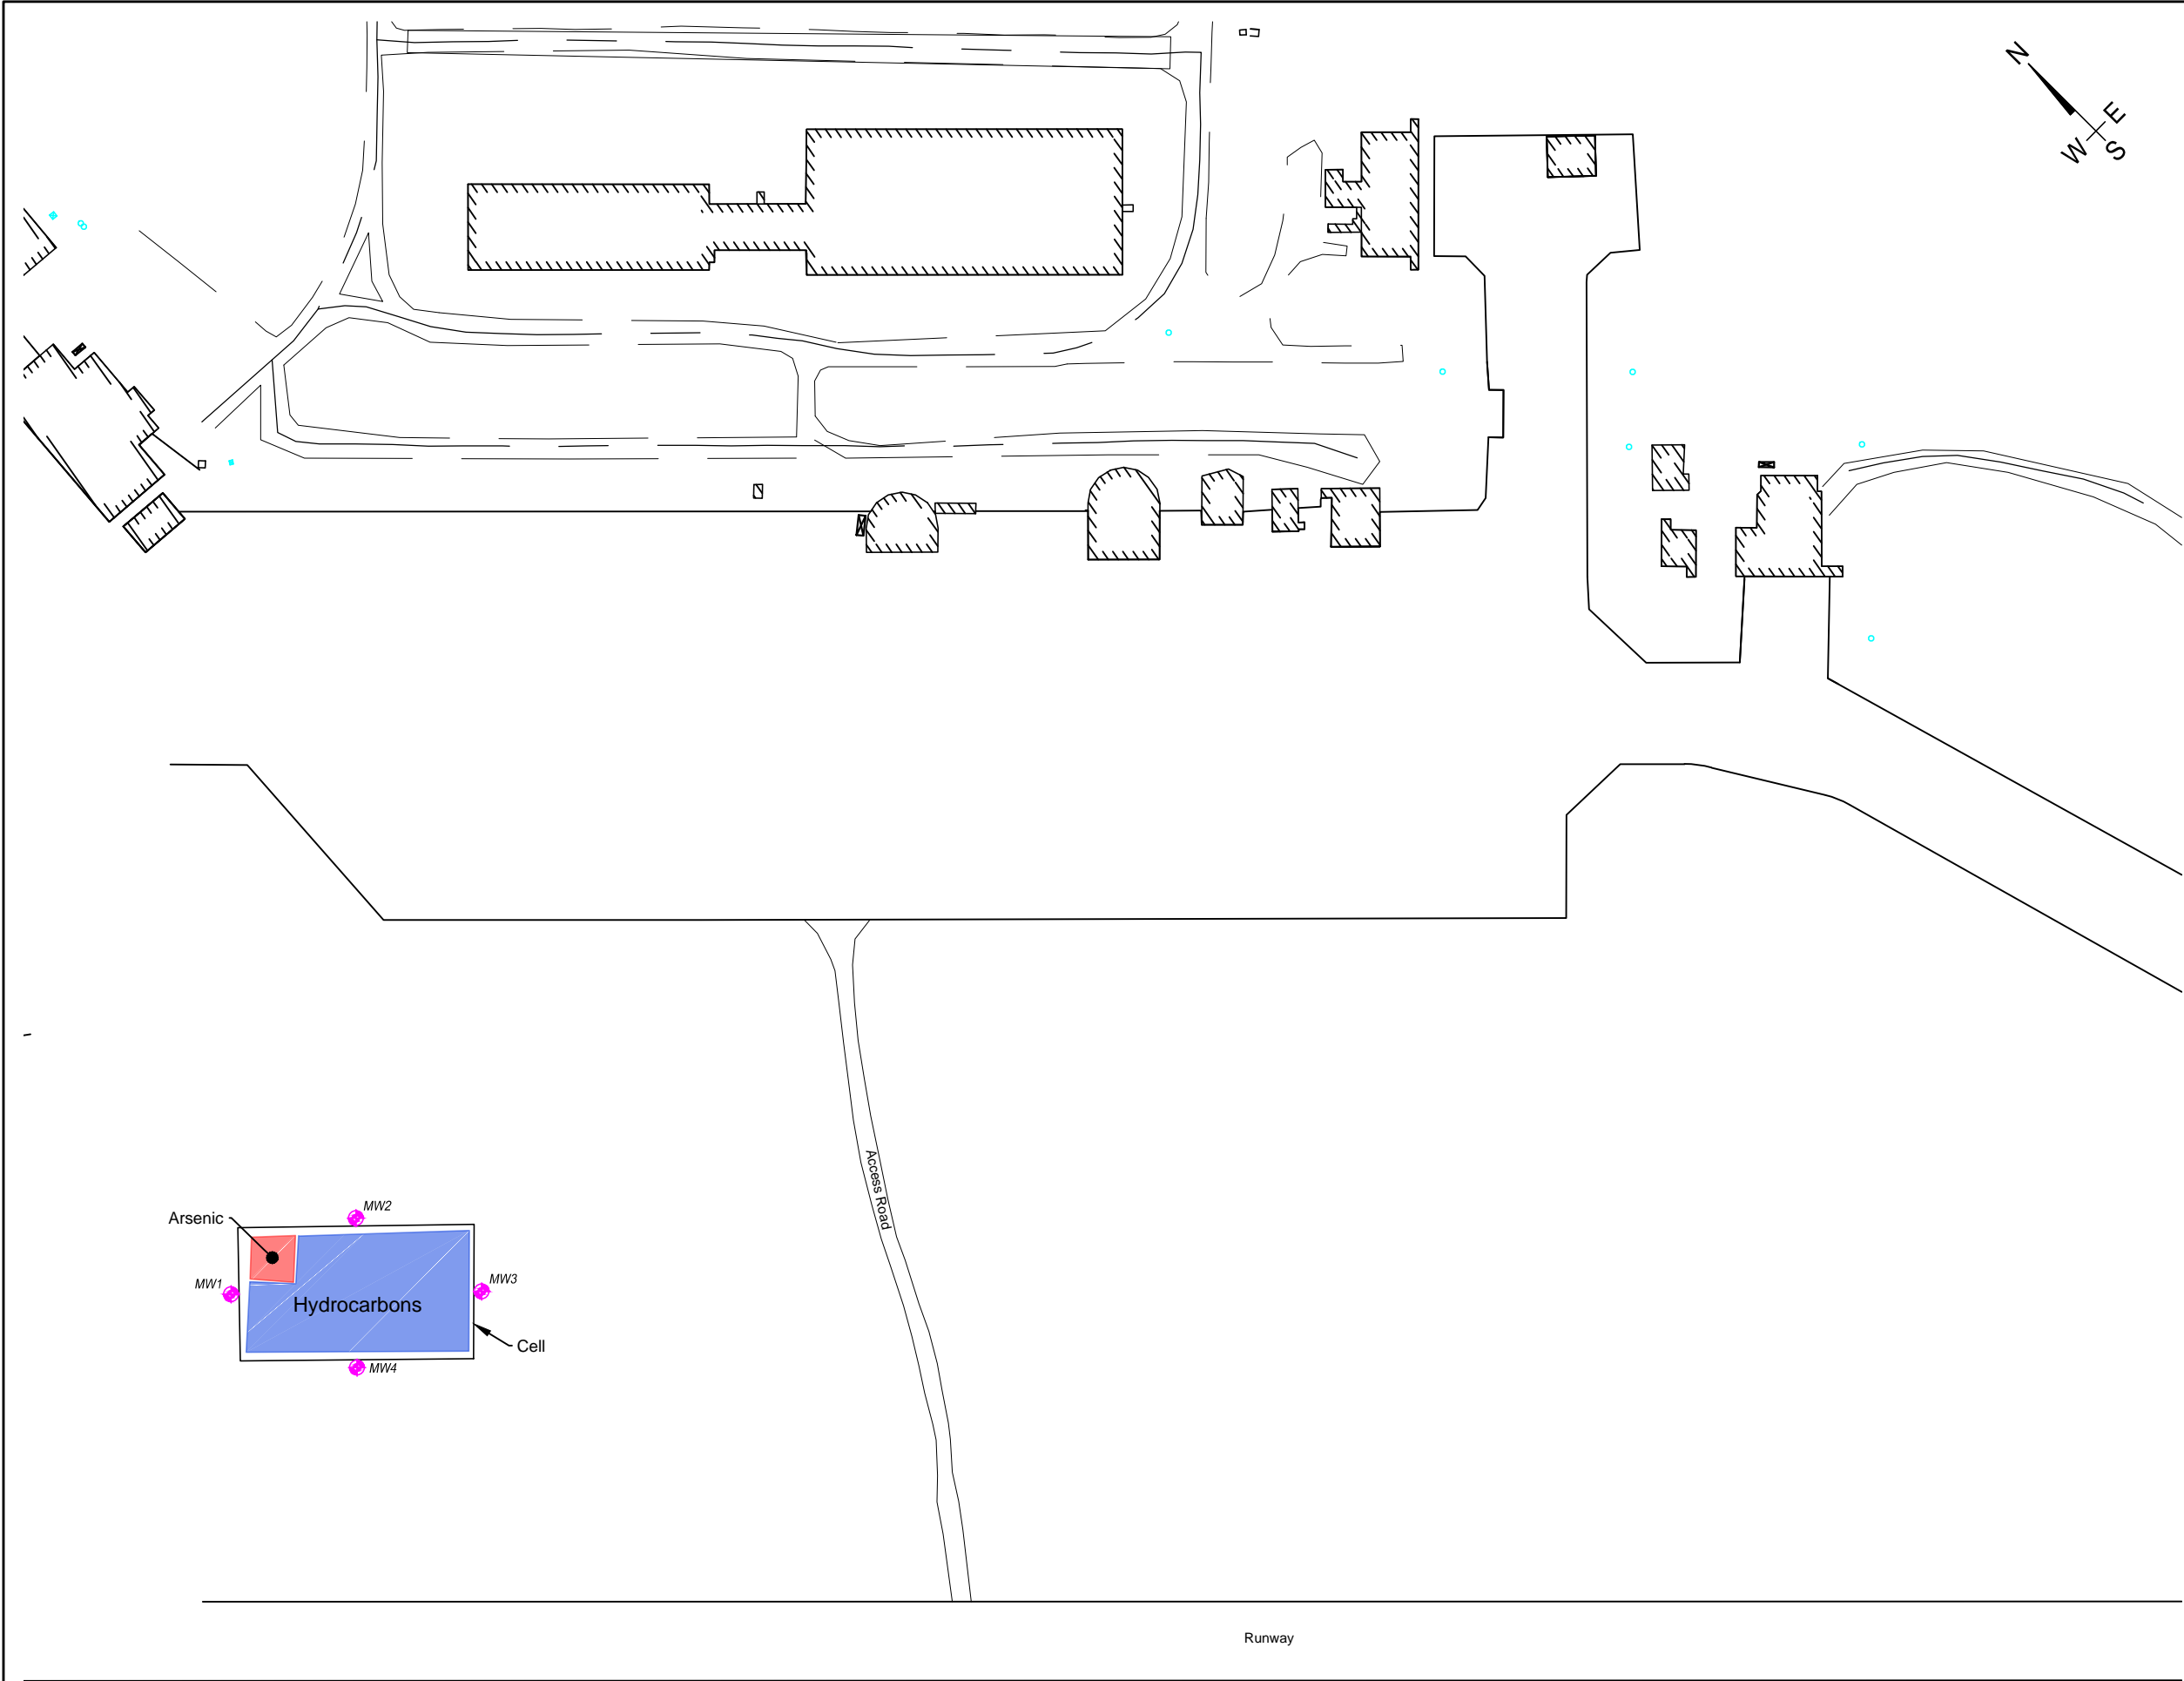 N
E
W
S
Access Road
MW2
Arsenic
MW1
MW3
Hydrocarbons
Cell
MW4
Runway